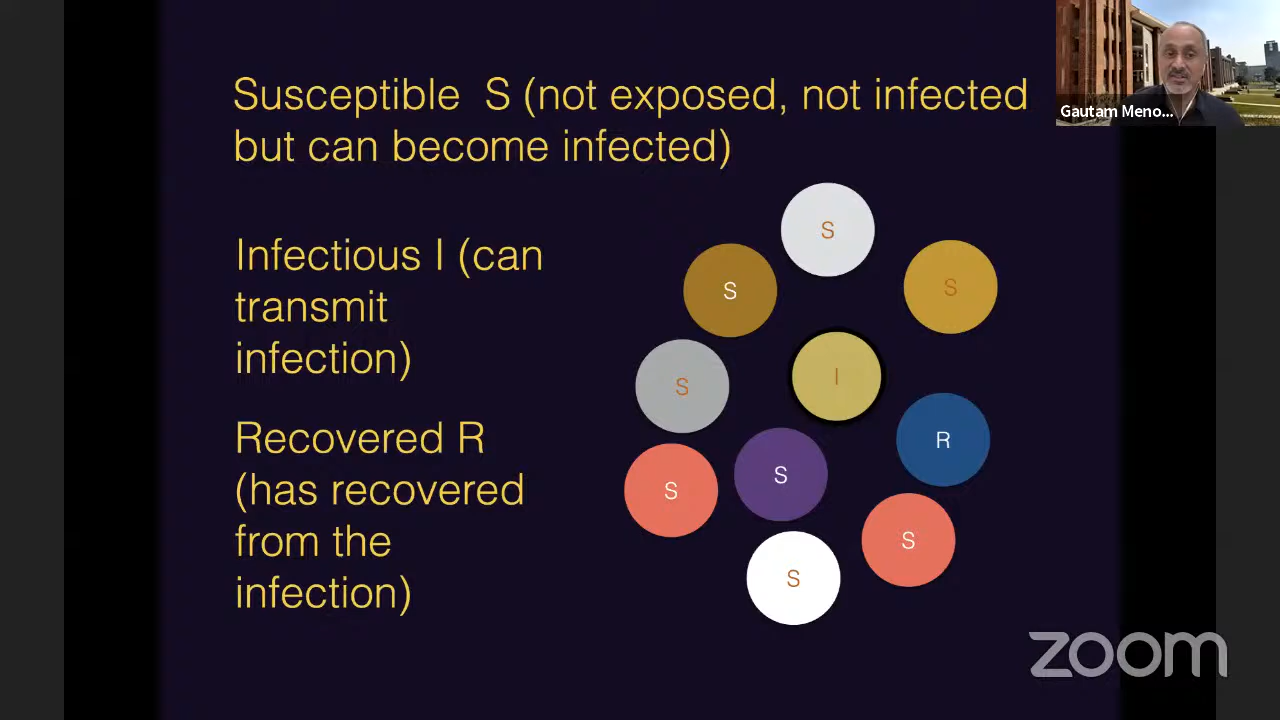 Susceptible S (not exposed, not infected
but can become infected)
Gautam Meno...
Infectious I (can
transmit
infection)
Recovered R
(has recovered
from the
infection)
S
S
S
S
I
R
S
S
S
S
zoom